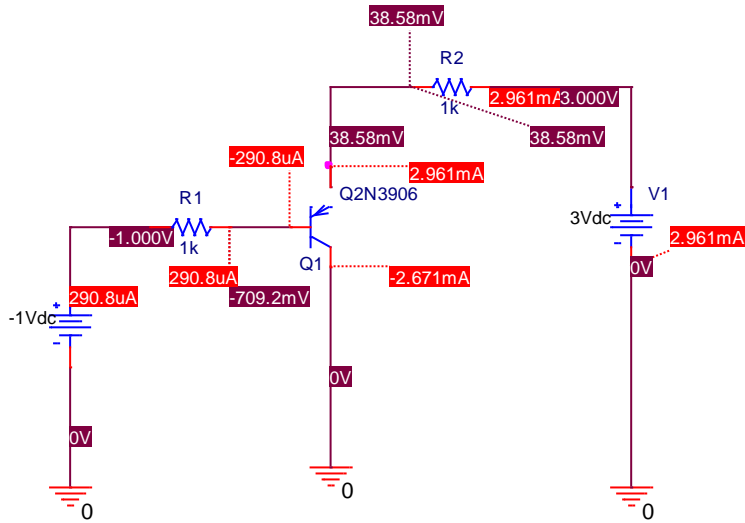 38.58mV
R2
2.961mA
3.000V
1k
38.58mV
38.58mV
-290.8uA
2.961mA
R1
Q2N3906
V1
3Vdc
-1.000V
1k
Q1
2.961mA
0V
290.8uA
290.8uA
-2.671mA
-709.2mV
-1Vdc
0V
0V
0
0
0